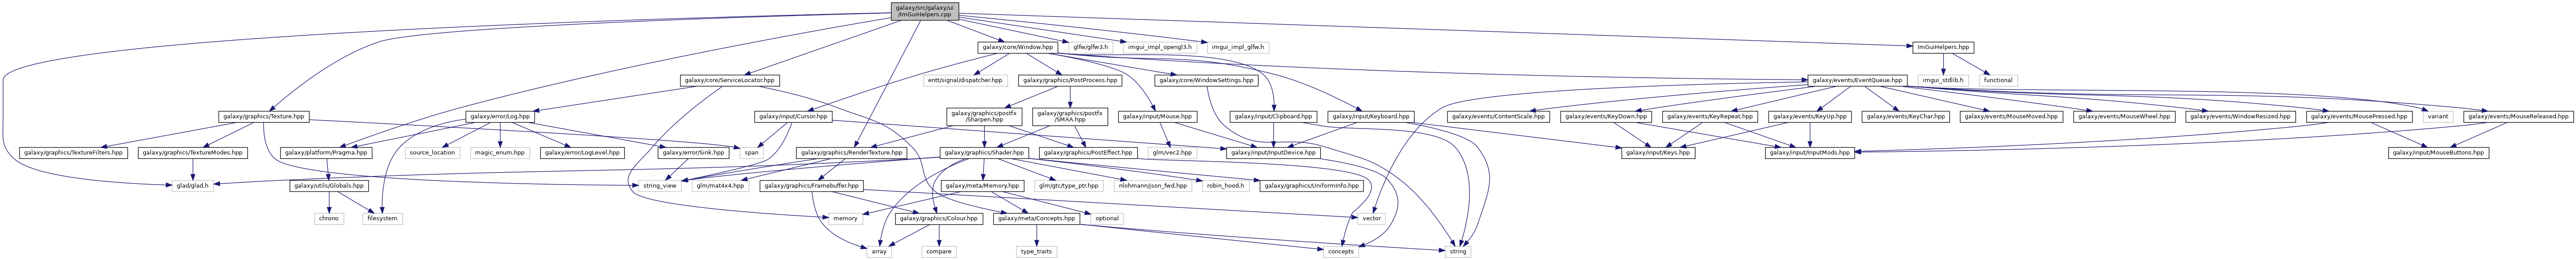 galaxy/src/galaxy/ui
/ImGuiHelpers.cpp
galaxy/core/Window.hpp
glfw/glfw3.h
imgui_impl_opengl3.h
imgui_impl_glfw.h
ImGuiHelpers.hpp
galaxy/core/ServiceLocator.hpp
entt/signal/dispatcher.hpp
galaxy/graphics/PostProcess.hpp
galaxy/core/WindowSettings.hpp
galaxy/events/EventQueue.hpp
imgui_stdlib.h
functional
galaxy/graphics/Texture.hpp
galaxy/error/Log.hpp
galaxy/input/Cursor.hpp
galaxy/graphics/postfx
/Sharpen.hpp
galaxy/graphics/postfx
/SMAA.hpp
galaxy/input/Mouse.hpp
galaxy/input/Clipboard.hpp
galaxy/input/Keyboard.hpp
galaxy/events/ContentScale.hpp
galaxy/events/KeyDown.hpp
galaxy/events/KeyRepeat.hpp
galaxy/events/KeyUp.hpp
galaxy/events/KeyChar.hpp
galaxy/events/MouseMoved.hpp
galaxy/events/MouseWheel.hpp
galaxy/events/WindowResized.hpp
galaxy/events/MousePressed.hpp
variant
galaxy/events/MouseReleased.hpp
galaxy/graphics/TextureFilters.hpp
galaxy/graphics/TextureModes.hpp
galaxy/platform/Pragma.hpp
source_location
magic_enum.hpp
galaxy/error/LogLevel.hpp
galaxy/error/Sink.hpp
span
galaxy/graphics/RenderTexture.hpp
galaxy/graphics/Shader.hpp
galaxy/graphics/PostEffect.hpp
glm/vec2.hpp
galaxy/input/InputDevice.hpp
galaxy/input/Keys.hpp
galaxy/input/InputMods.hpp
galaxy/input/MouseButtons.hpp
glad/glad.h
galaxy/utils/Globals.hpp
string_view
glm/mat4x4.hpp
galaxy/graphics/Framebuffer.hpp
galaxy/meta/Memory.hpp
glm/gtc/type_ptr.hpp
nlohmann/json_fwd.hpp
robin_hood.h
galaxy/graphics/UniformInfo.hpp
chrono
filesystem
memory
galaxy/graphics/Colour.hpp
galaxy/meta/Concepts.hpp
optional
vector
array
compare
type_traits
concepts
string